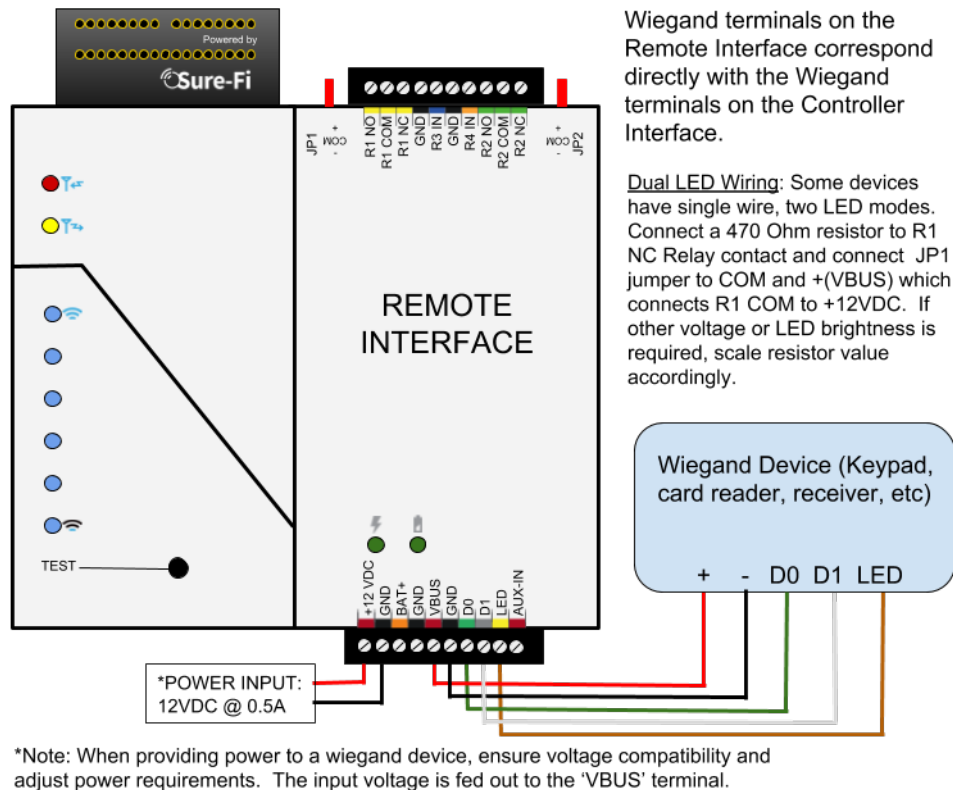 Powered by
Sure-Fi
Wiegand terminals on the
Remote Interface correspond
directly with the Wiegand
terminals on the Controller
Interface.
JP1
+
COM
-
R1 NO
R1 COM
R1 NC
GND
R3 IN
GND
R4 IN
R2 NO
R2 COM
R2 NC
+
COM
-
JP2
Dual LED Wiring: Some devices
have single wire, two LED modes.
Connect a 470 Ohm resistor to R1
NC Relay contact and connect JP1
jumper to COM and +(VBUS) which
connects R1 COM to +12VDC. If
other voltage or LED brightness is
required, scale resistor value
accordingly.
REMOTE
INTERFACE
Wiegand Device (Keypad,
card reader, receiver, etc)
+ - D0 D1 LED
TEST
+12 VDC
GND
BAT+
GND
VBUS
GND
D0
D1
LED
AUX-IN
*POWER INPUT:
12VDC @ 0.5A
*Note: When providing power to a wiegand device, ensure voltage compatibility and
adjust power requirements. The input voltage is fed out to the ‘VBUS’ terminal.